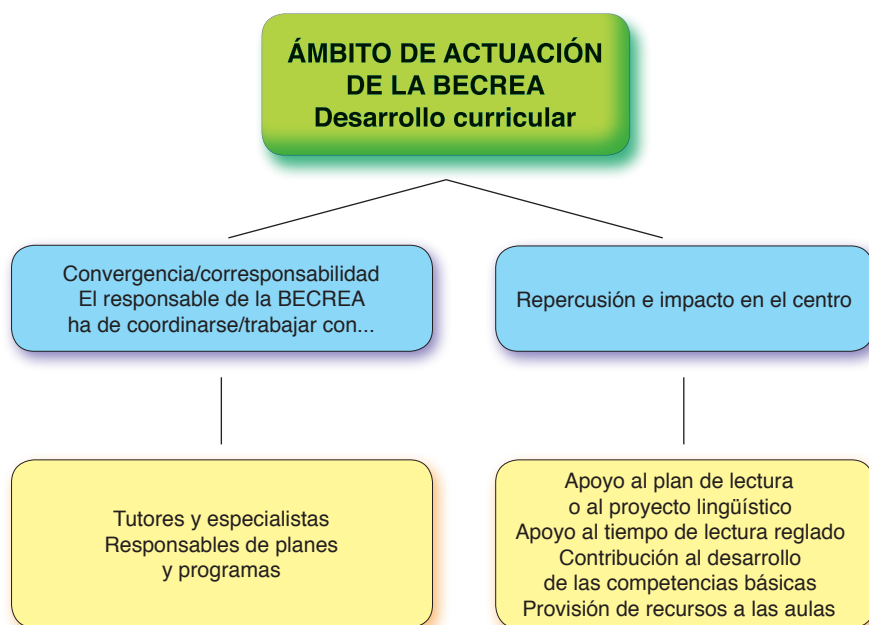 ÁMBITO DE ACTUACIÓN
DE LA BECREA
Desarrollo curricular
Convergencia/corresponsabilidad
El responsable de la BECREA
ha de coordinarse/trabajar con...
Repercusión e impacto en el centro
Tutores y especialistas
Responsables de planes
y programas
Apoyo al plan de lectura
o al proyecto lingüístico
Apoyo al tiempo de lectura reglado
Contribución al desarrollo
de las competencias básicas
Provisión de recursos a las aulas